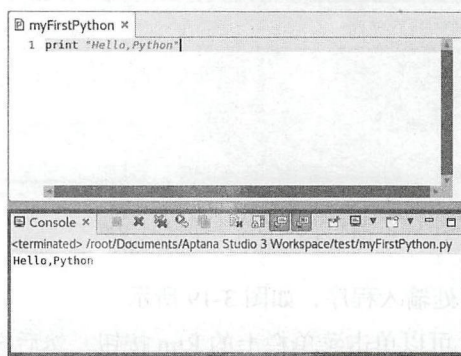 myFirstPython
1 print "Hello,Python"
Console
<terminated> /root/Documents/Aptana Studio 3 Workspace/test/myFirstPython.py
Hello,Python